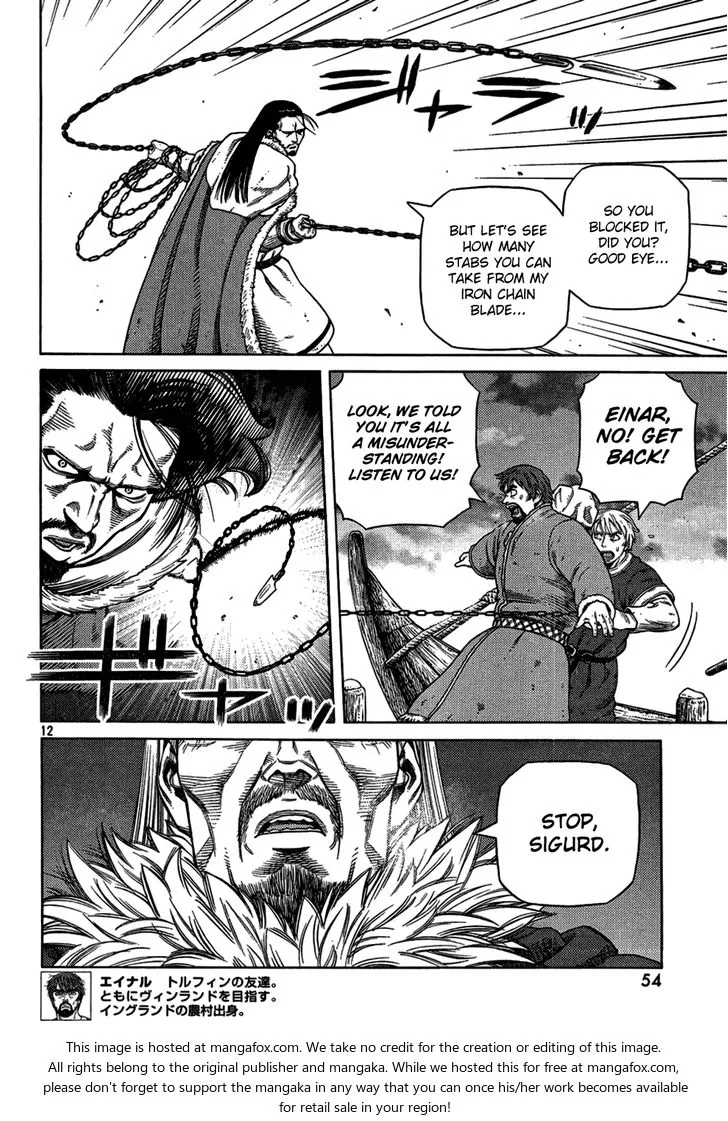 ジャラ
SO YOU
BLOCKED IT,
DID YOU?
GOOD EYE...
BUT LET'S SEE
HOW MANY
STABS YOU CAN
TAKE FROM MY
IRON CHAIN
BLADE...
EINAR,
NO! GET
BACK!
LOOK, WE TOLD
YOU IT'S ALL
A MISUNDER-
STANDING!
LISTEN TO US!
12
STOP,
SIGURD.
54
エイナル　トルフィンの友達。
ともにヴィンランドを目指す。
イングランドの農村出身。
This image is hosted at mangafox.com. We take no credit for the creation or editing of this image.
All rights belong to the original publisher and mangaka. While we hosted this for free at mangafox.com,
please don't forget to support the mangaka in any way that you can once his/her work becomes available
for retail sale in your region!